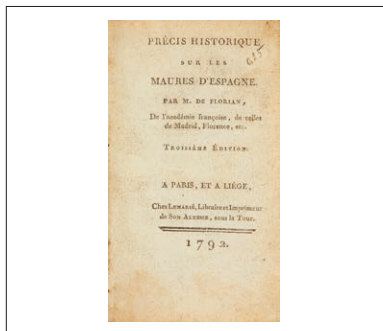 PRÉCIS HISTORIQUE
SUR LES
MAURES D'ESPAGNE.
PAR M. DE FLORIAN,
De l'académie françoise, de celles
de Madrid, Florence, etc.
TROISIÈME ÉDITION.
A PARIS, ET A LIÉGE,
Chez LEMARIÉ, Libraire et Imprimeur
de SON ALTESSE, sous la Tour.
1792.